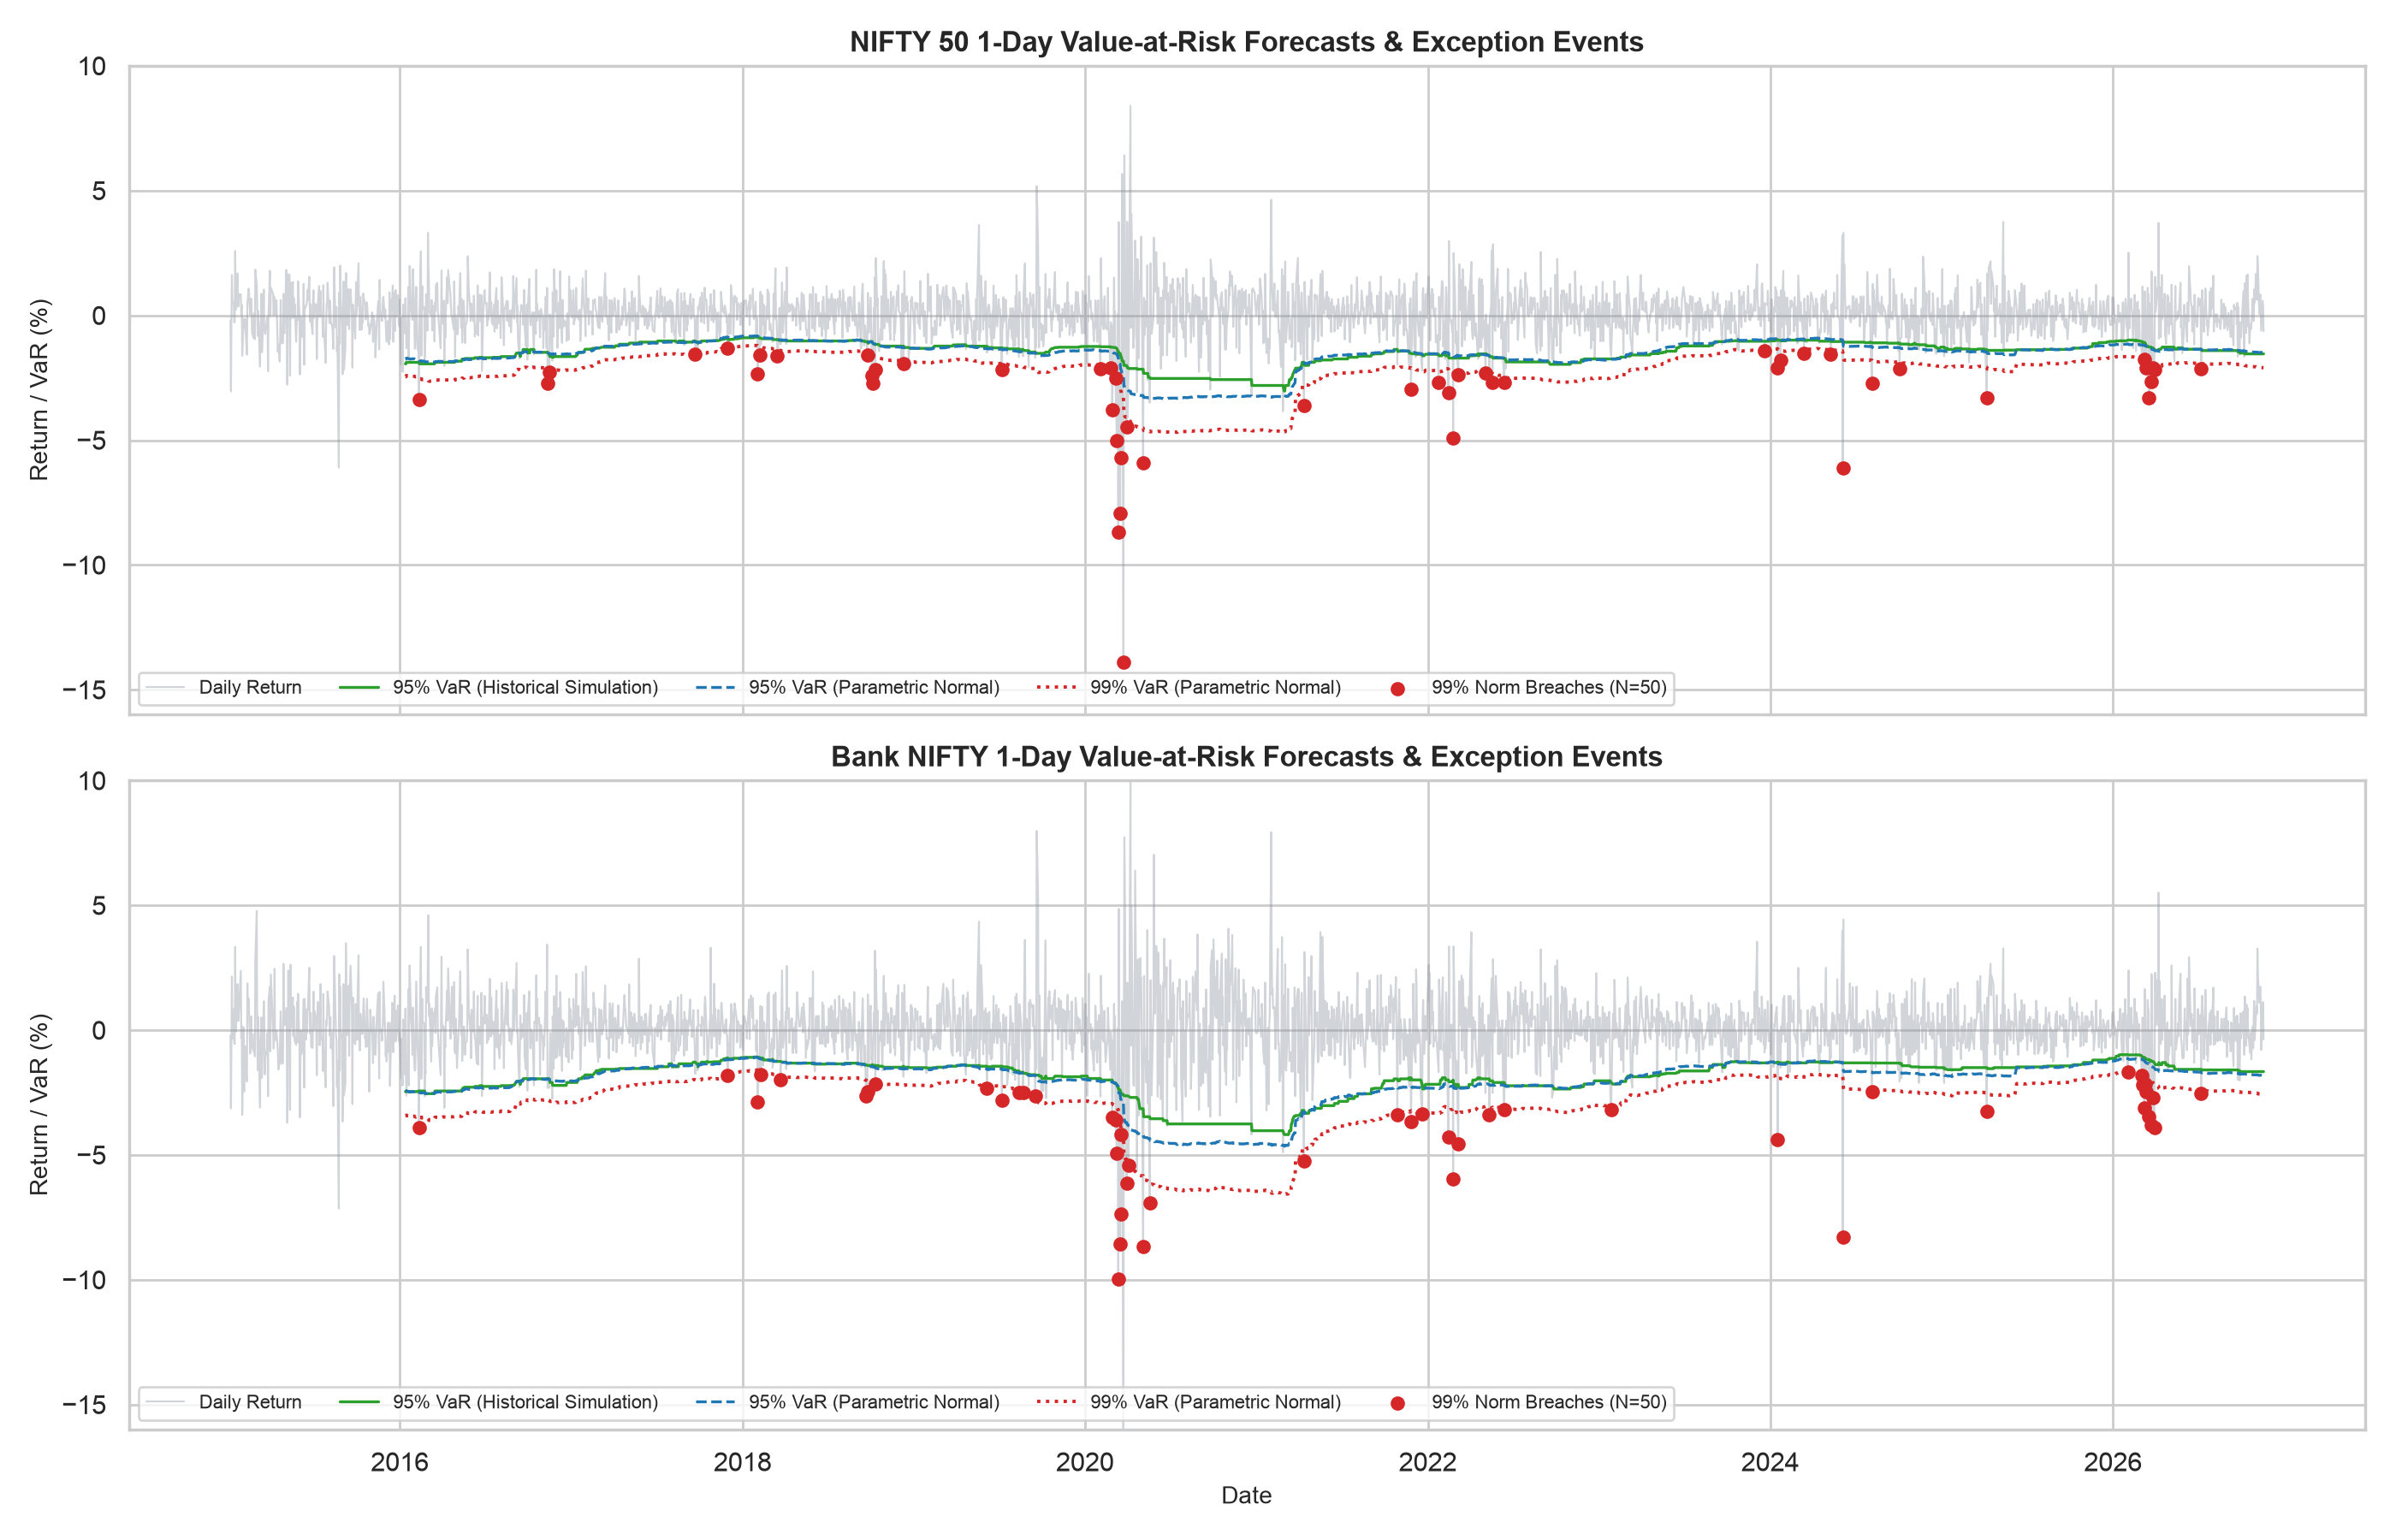 NIFTY 50 1-Day Value-at-Risk Forecasts & Exception Events
10
5
0
−5
−10
−15
Return / VaR (%)
Daily Return 95% VaR (Historical Simulation) 95% VaR (Parametric Normal) 99% VaR (Parametric Normal) 99% Norm Breaches (N=50)
Bank NIFTY 1-Day Value-at-Risk Forecasts & Exception Events
10
5
0
−5
−10
−15
Return / VaR (%)
Daily Return 95% VaR (Historical Simulation) 95% VaR (Parametric Normal) 99% VaR (Parametric Normal) 99% Norm Breaches (N=50)
2016 2018 2020 2022 2024 2026
Date